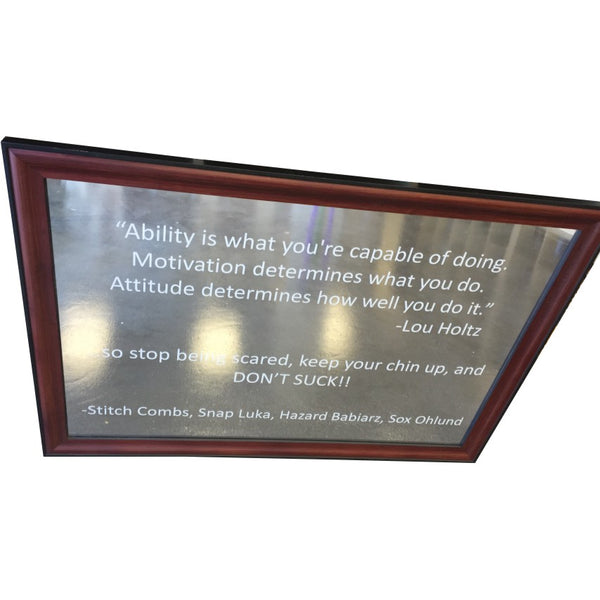 “Ability is what you're capable of doing.
Motivation determines what you do.
Attitude determines how well you do it.”
-Lou Holtz
...so stop being scared, keep your chin up, and
DON’T SUCK!!
-Stitch Combs, Snap Luka, Hazard Babiarz, Sox Ohlund